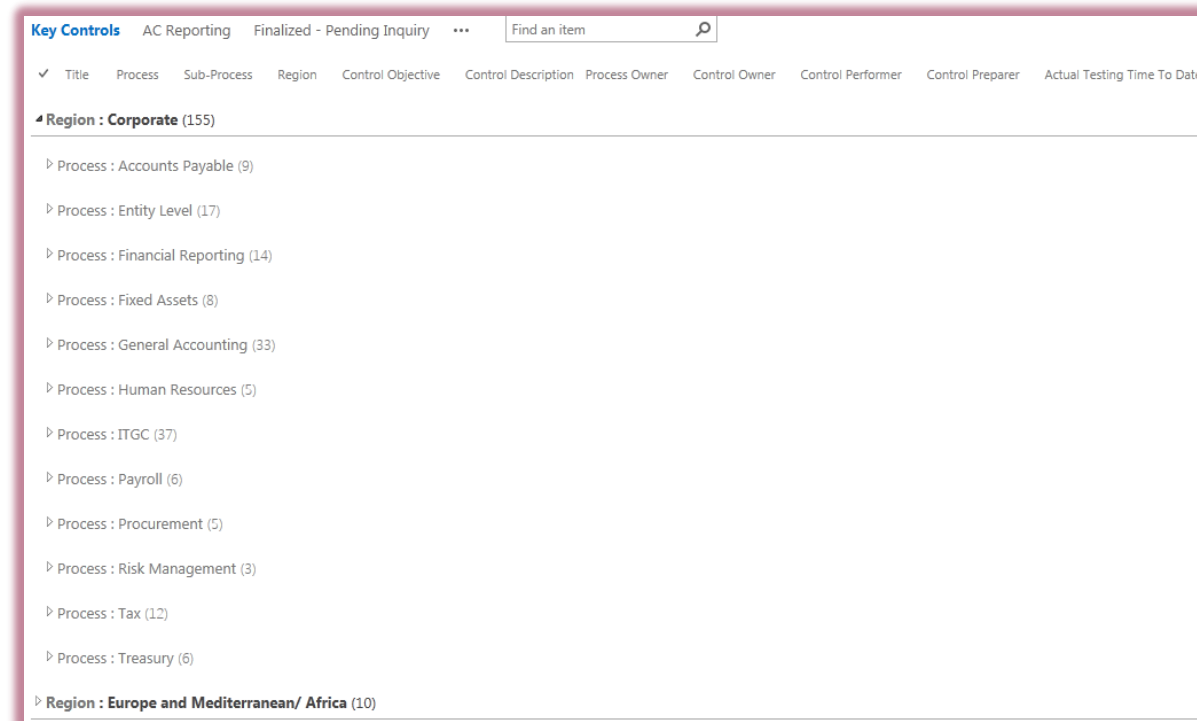 Key Controls AC Reporting Finalized - Pending Inquiry ••• Find an item
Title Process Sub-Process Region Control Objective Control Description Process Owner Control Owner Control Performer Control Preparer Actual Testing Time To Date
Region : Corporate (155)
Process : Accounts Payable (9)
Process : Entity Level (17)
Process : Financial Reporting (14)
Process : Fixed Assets (8)
Process : General Accounting (33)
Process : Human Resources (5)
Process : ITGC (37)
Process : Payroll (6)
Process : Procurement (5)
Process : Risk Management (3)
Process : Tax (12)
Process : Treasury (6)
Region : Europe and Mediterranean/ Africa (10)